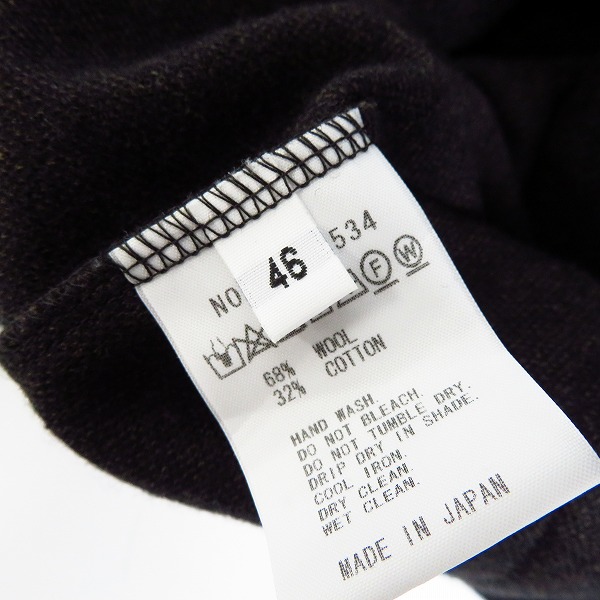 46
NO 534
F W
68% WOOL
32% COTTON
HAND WASH.
DO NOT BLEACH.
DO NOT TUMBLE DRY.
DRIP DRY IN SHADE.
COOL IRON.
DRY CLEAN.
WET CLEAN.
MADE IN JAPAN